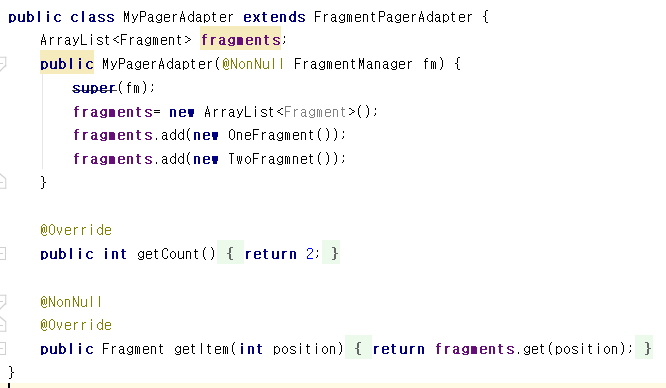 public class MyPagerAdapter extends FragmentPagerAdapter {
ArrayList<Fragment> fragments;
public MyPagerAdapter(@NonNull FragmentManager fm) {
super(fm);
fragments= new ArrayList<Fragment>();
fragments.add(new OneFragment());
fragments.add(new TwoFragmnet());
}
@Override
public int getCount() { return 2; }
@NonNull
@Override
public Fragment getItem(int position) { return fragments.get(position); }
}